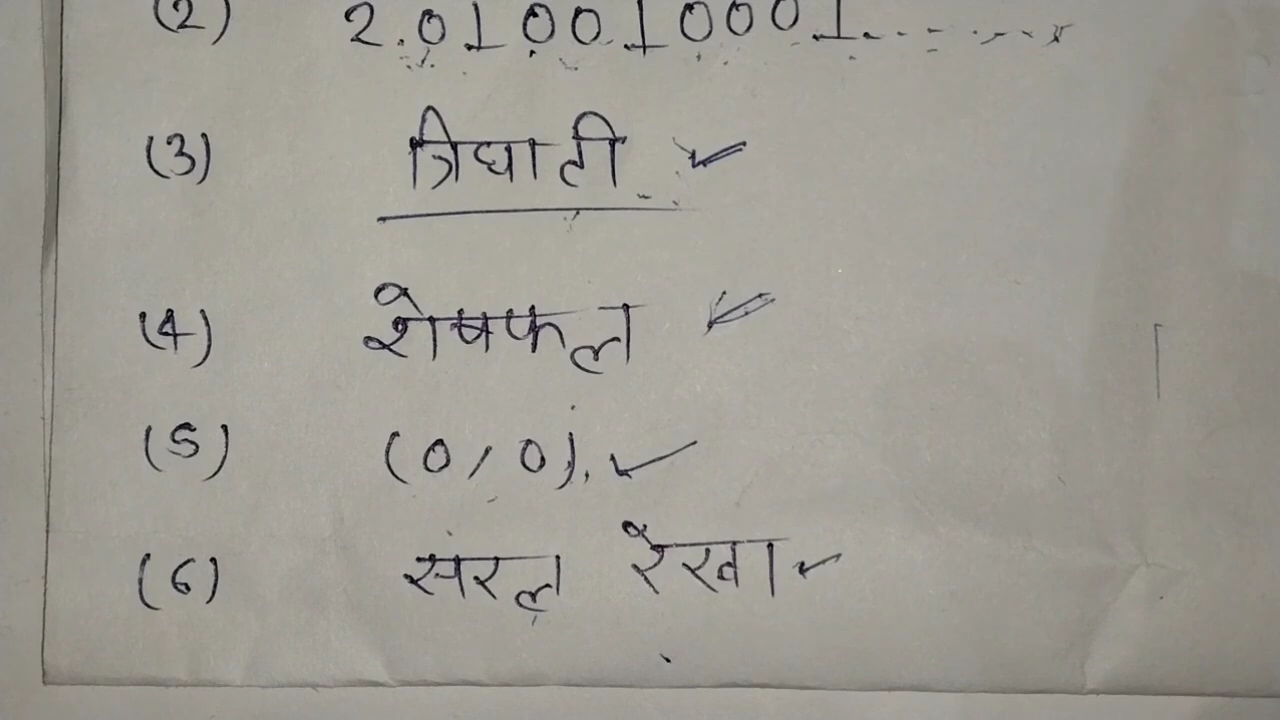 (2) 2.010010001.......
(3) त्रिघाती
(4) शेषफल
(5) (0,0).
(6) सरल रेखा